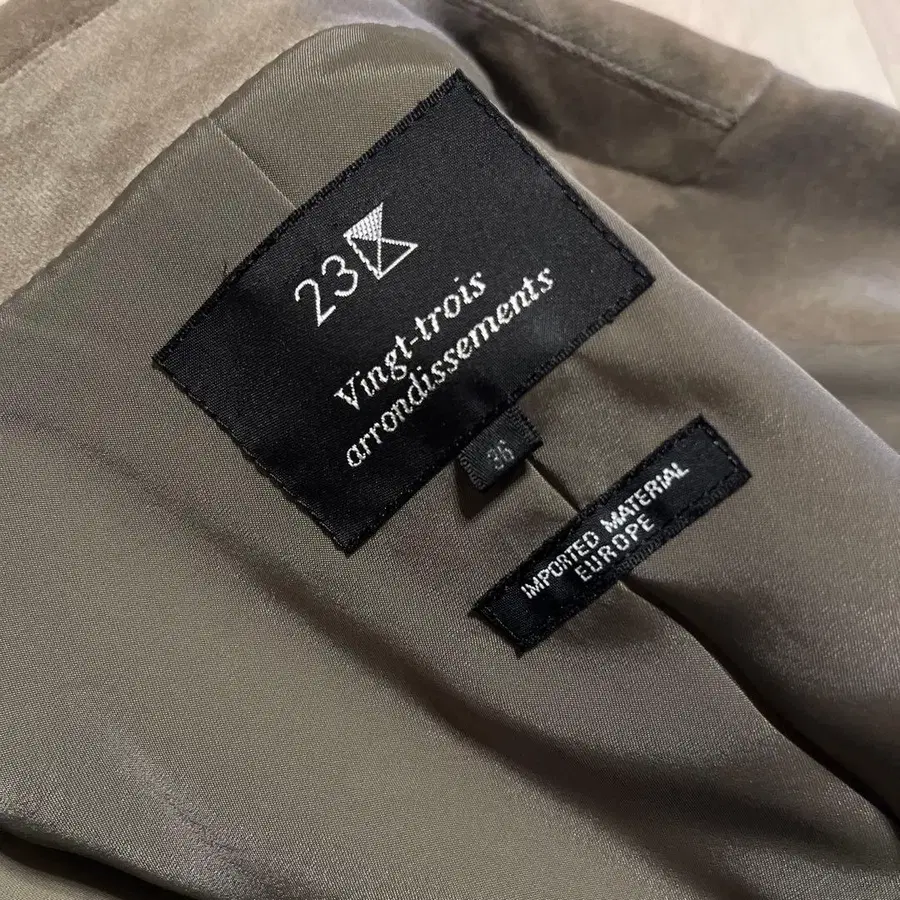 23
Vingt-trois
arrondissements
36
IMPORTED MATERIAL
EUROPE